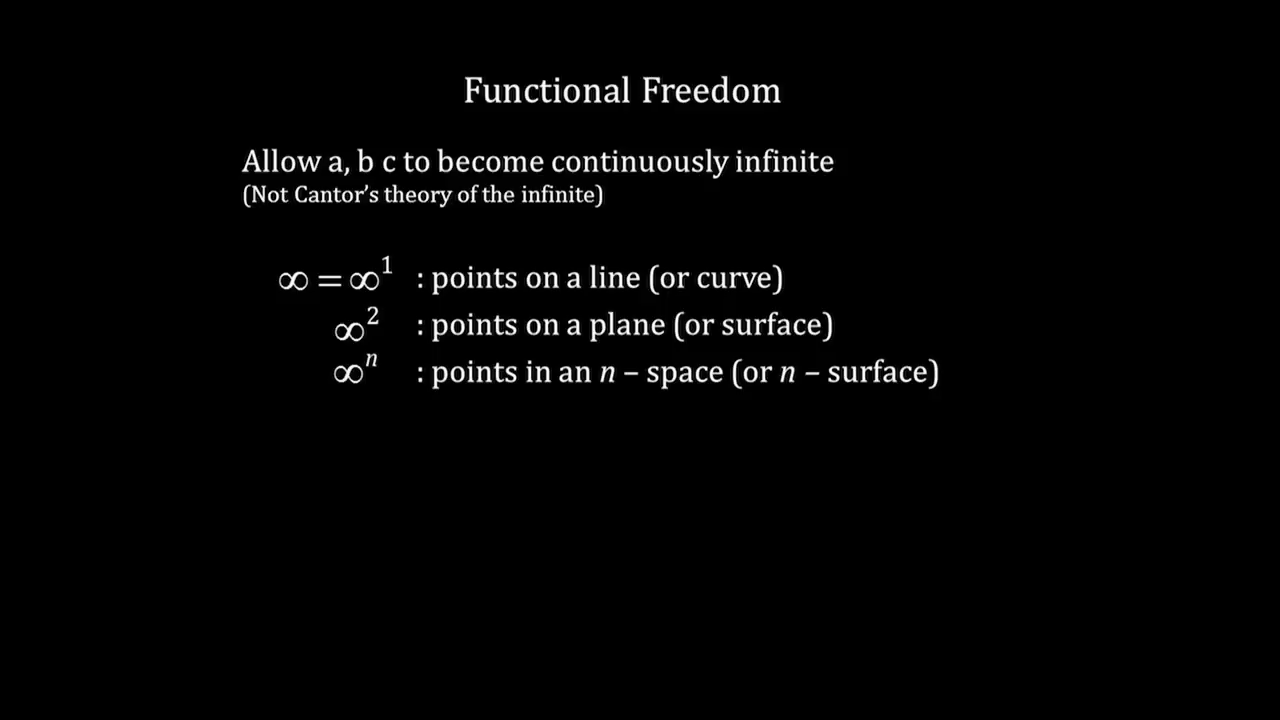 Functional Freedom
Allow a, b c to become continuously infinite
(Not Cantor’s theory of the infinite)
∞ = ∞¹ : points on a line (or curve)
∞² : points on a plane (or surface)
∞ⁿ : points in an n – space (or n – surface)